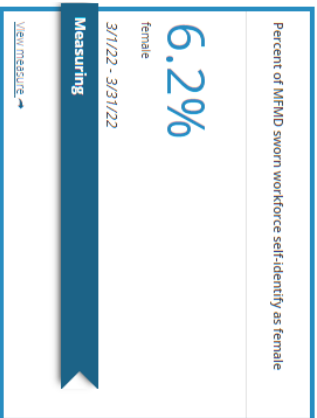 Percent of MFMD sworn workforce self-identify as female
6.2%
female
3/1/22 - 3/31/22
Measuring
View measure →